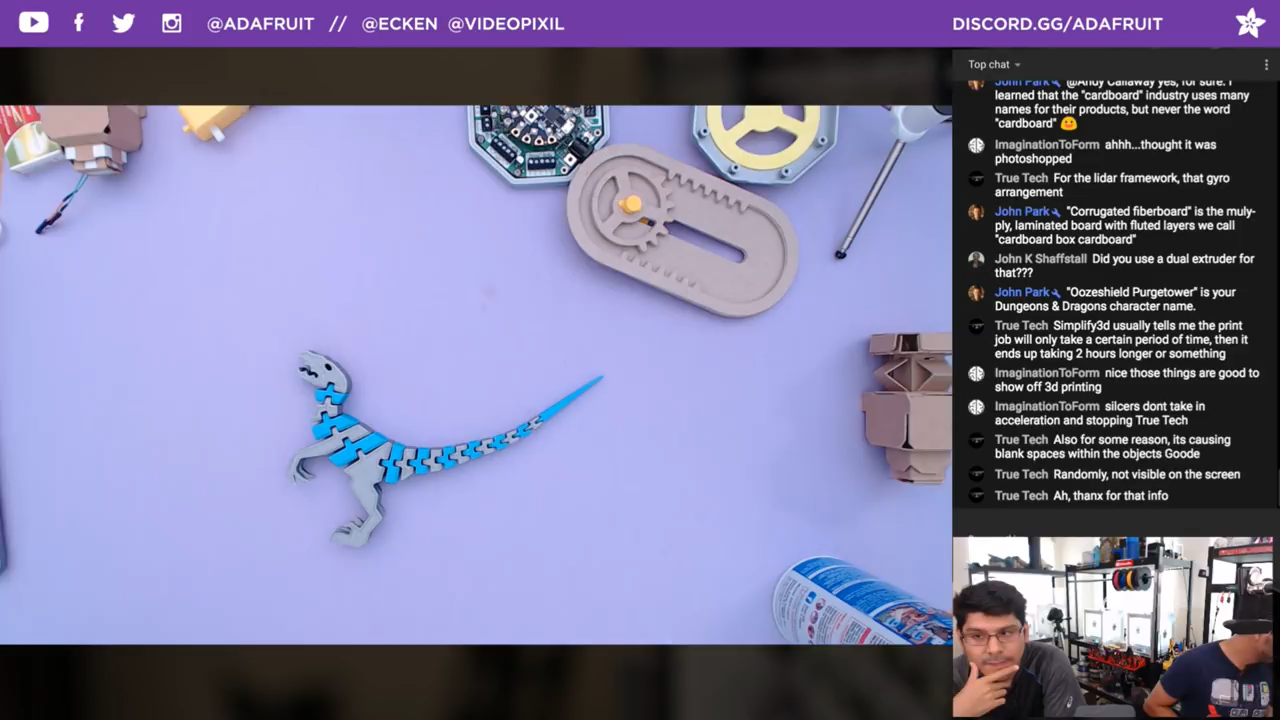 @ADAFRUIT // @ECKEN @VIDEOPIXIL
DISCORD.GG/ADAFRUIT
Top chat
John Park @Andy Callaway yes, for sure. I
learned that the "cardboard" industry uses many
names for their products, but never the word
"cardboard"
ImaginationToForm ahhh...thought it was
photoshopped
True Tech For the lidar framework, that gyro
arrangement
John Park "Corrugated fiberboard" is the muly-
ply, laminated board with fluted layers we call
"cardboard box cardboard"
John K Shaffstall Did you use a dual extruder for
that???
John Park "Oozeshield Purgetower" is your
Dungeons & Dragons character name.
True Tech Simplify3d usually tells me the print
job will only take a certain period of time, then it
ends up taking 2 hours longer or something
ImaginationToForm nice those things are good to
show off 3d printing
ImaginationToForm silcers dont take in
acceleration and stopping True Tech
True Tech Also for some reason, its causing
blank spaces within the objects Goode
True Tech Randomly, not visible on the screen
True Tech Ah, thanx for that info